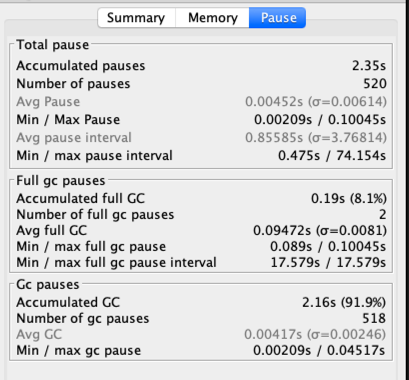 Summary Memory Pause
Total pause
Accumulated pauses 2.35s
Number of pauses 520
Avg Pause 0.00452s (σ=0.00614)
Min / Max Pause 0.00209s / 0.10045s
Avg pause interval 0.85585s (σ=3.76814)
Min / max pause interval 0.475s / 74.154s
Full gc pauses
Accumulated full GC 0.19s (8.1%)
Number of full gc pauses 2
Avg full GC 0.09472s (σ=0.0081)
Min / max full gc pause 0.089s / 0.10045s
Min / max full gc pause interval 17.579s / 17.579s
Gc pauses
Accumulated GC 2.16s (91.9%)
Number of gc pauses 518
Avg GC 0.00417s (σ=0.00246)
Min / max gc pause 0.00209s / 0.04517s